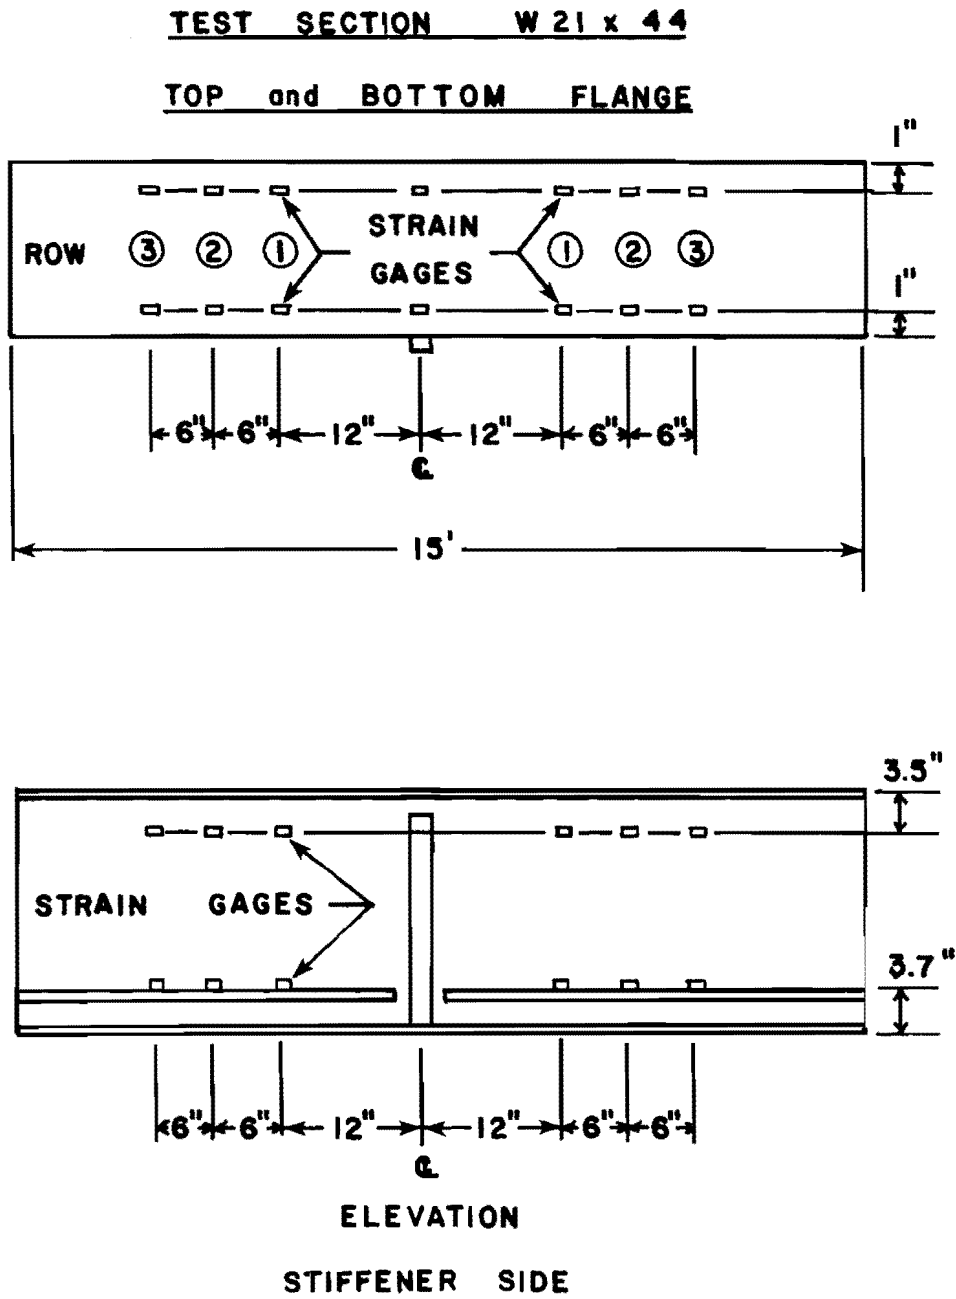 TEST SECTION W 21 x 44
TOP and BOTTOM FLANGE
1"
STRAIN
ROW 3 2 1 1 2 3
GAGES
1"
6" 6" 12" 12" 6" 6"
℄
15'
3.5"
STRAIN GAGES
3.7"
6" 6" 12" 12" 6" 6"
℄
ELEVATION
STIFFENER SIDE